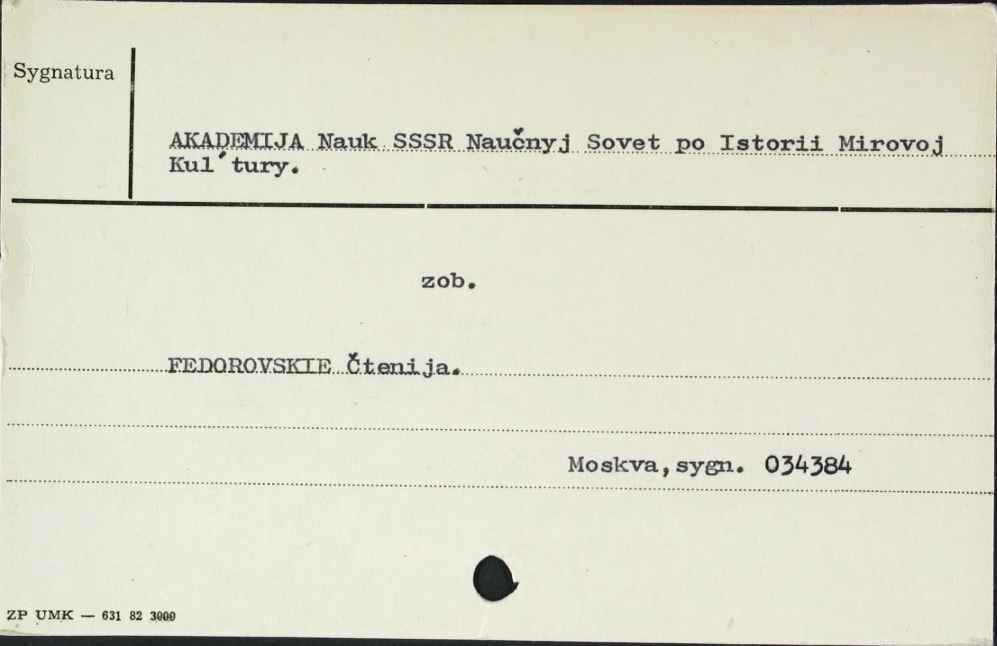 Sygnatura
AKADEMIJA Nauk SSSR Naučnyj Sovet po Istorii Mirovoj
Kul´tury.
zob.
FEDOROVSKIE Čtenija.
Moskva,sygn. 034384
ZP UMK — 631 82 3000